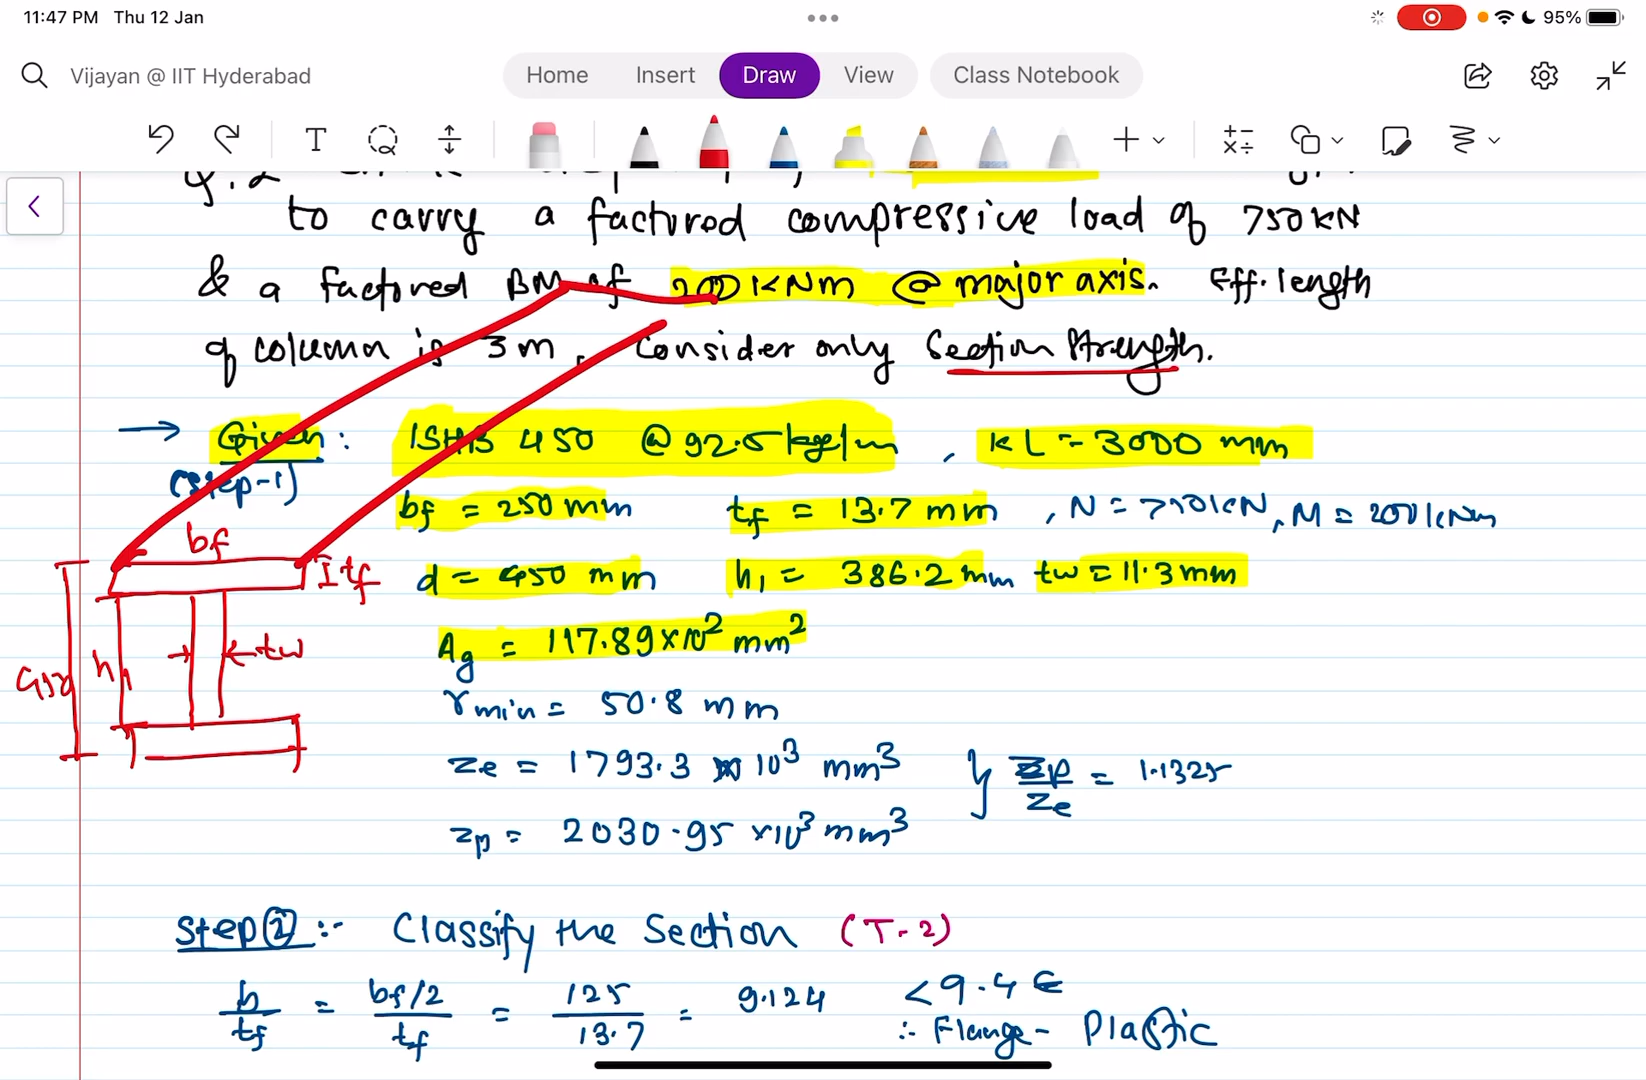 11:47 PM Thu 12 Jan
95%
Vijayan @ IIT Hyderabad
Home Insert Draw View Class Notebook
to carry a factured compressive load of 750 kN
& a factored BM of 200 KNm @ major axis. Eff. length
of column is 3m. Consider only Section Strength.
→ Given : ISHB 450 @ 92.5 kg/m , KL = 3000 mm
(Step-1)
bf = 250 mm tf = 13.7 mm , N = 750 kN, M = 200 kNm
bf
tf
d = 450 mm h1 = 386.2 mm tw = 11.3 mm
tw
h1
450
Ag = 117.89 × 10² mm²
rmin = 50.8 mm
Ze = 1793.3 × 10³ mm³ } Zp/Ze = 1.1325
Zp = 2030.95 × 10³ mm³
Step ② :- Classify the Section (T-2)
b/tf = bf/2/tf = 125/13.7 = 9.124 < 9.4 ε
∴ Flange - Plastic